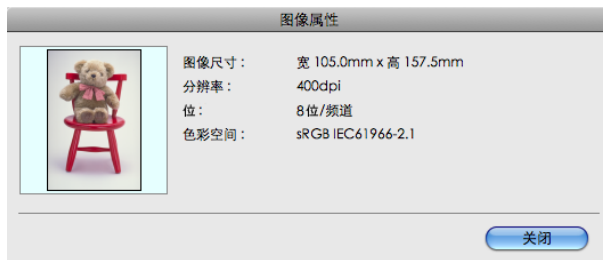 图像属性
图像尺寸： 宽 105.0mm x 高 157.5mm
分辨率： 400dpi
位： 8位/频道
色彩空间： sRGB IEC61966-2.1
关闭